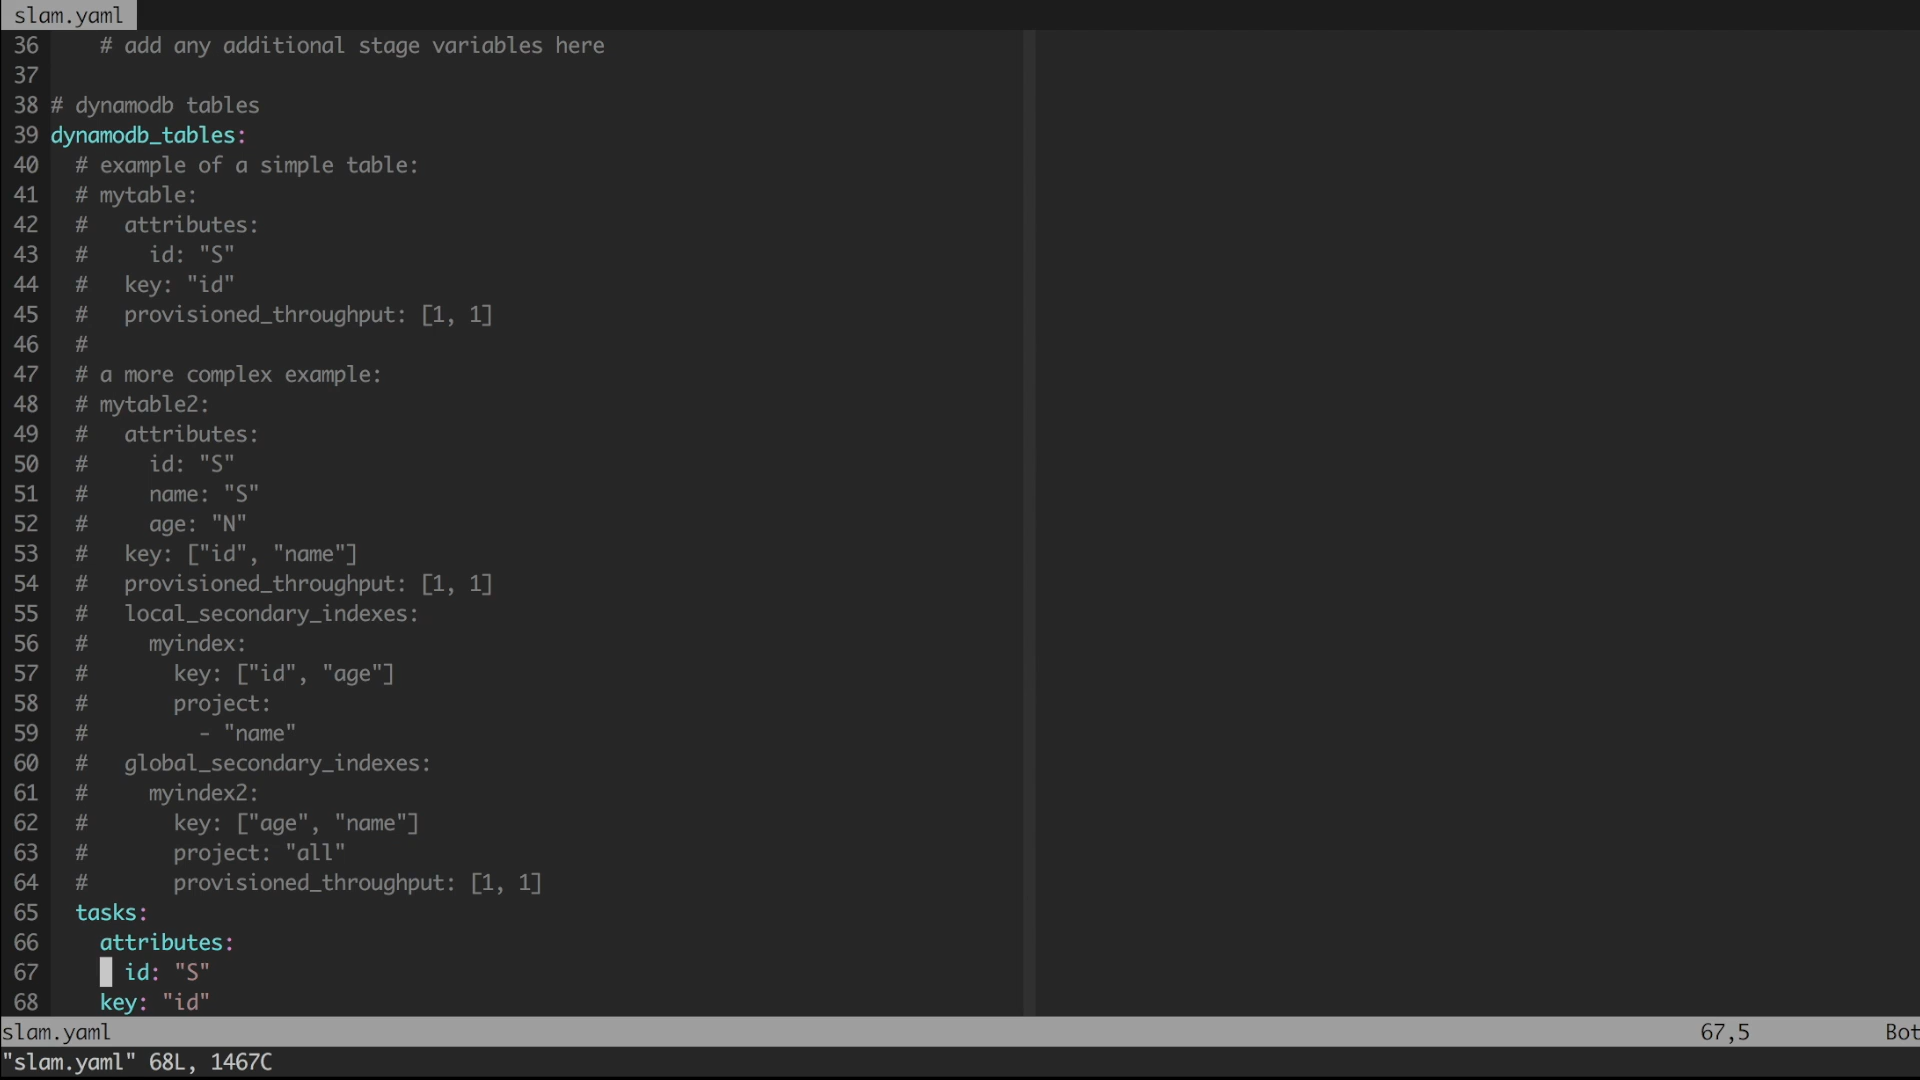 slam.yaml
36     # add any additional stage variables here
37
38 # dynamodb tables
39 dynamodb_tables:
40   # example of a simple table:
41   # mytable:
42   #   attributes:
43   #     id: "S"
44   #   key: "id"
45   #   provisioned_throughput: [1, 1]
46   #
47   # a more complex example:
48   # mytable2:
49   #   attributes:
50   #     id: "S"
51   #     name: "S"
52   #     age: "N"
53   #   key: ["id", "name"]
54   #   provisioned_throughput: [1, 1]
55   #   local_secondary_indexes:
56   #     myindex:
57   #       key: ["id", "age"]
58   #       project:
59   #         - "name"
60   #   global_secondary_indexes:
61   #     myindex2:
62   #       key: ["age", "name"]
63   #       project: "all"
64   #       provisioned_throughput: [1, 1]
65   tasks:
66     attributes:
67       id: "S"
68     key: "id"
slam.yaml 67,5 Bot
"slam.yaml" 68L, 1467C